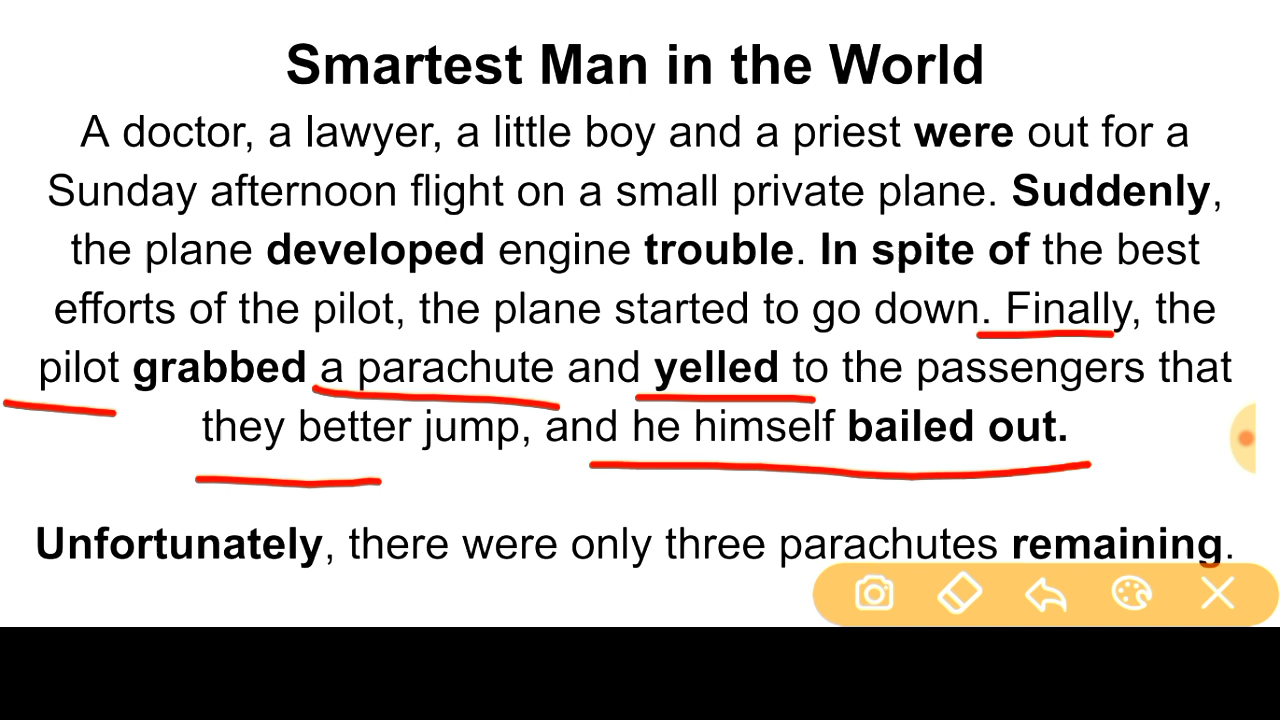 Smartest Man in the World
A doctor, a lawyer, a little boy and a priest were out for a
Sunday afternoon flight on a small private plane. Suddenly,
the plane developed engine trouble. In spite of the best
efforts of the pilot, the plane started to go down. Finally, the
pilot grabbed a parachute and yelled to the passengers that
they better jump, and he himself bailed out.
Unfortunately, there were only three parachutes remaining.